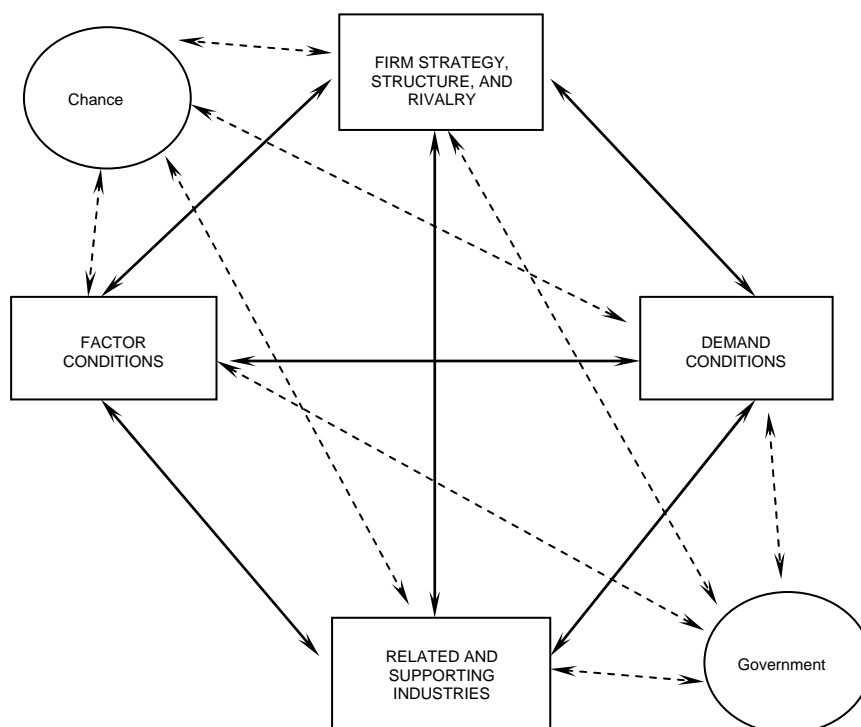 FIRM STRATEGY,
STRUCTURE, AND
RIVALRY
Chance
FACTOR
CONDITIONS
DEMAND
CONDITIONS
RELATED AND
SUPPORTING
INDUSTRIES
Government